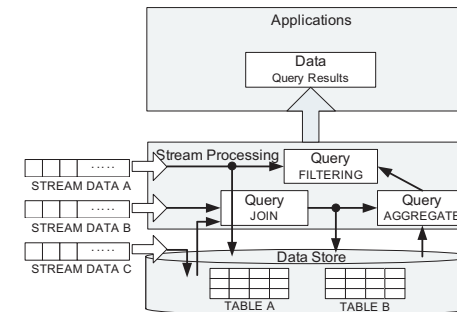 Applications
Data
Query Results
Stream Processing
Query
FILTERING
STREAM DATA A
Query
JOIN
Query
AGGREGATE
STREAM DATA B
STREAM DATA C
Data Store
TABLE A
TABLE B